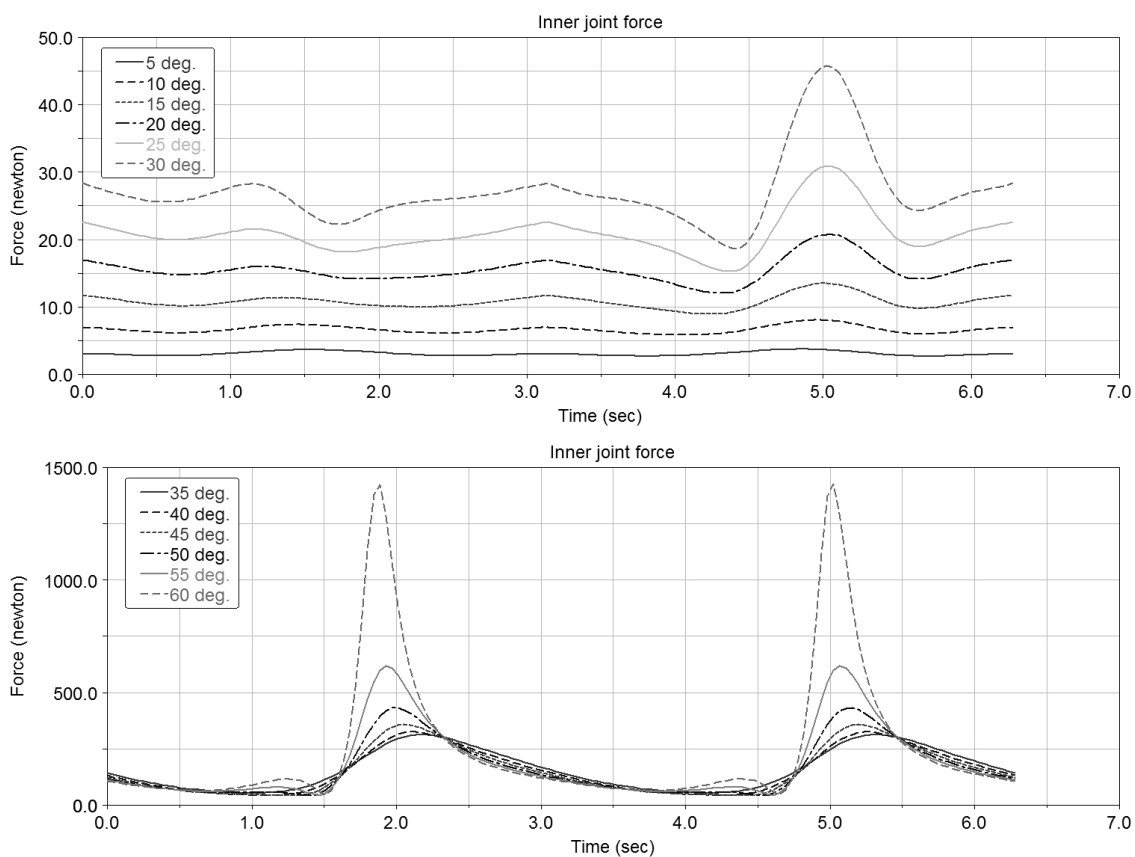 Inner joint force
50.0
40.0
30.0
20.0
10.0
0.0
Force (newton)
5 deg.
10 deg.
15 deg.
20 deg.
25 deg.
30 deg.
0.0 1.0 2.0 3.0 4.0 5.0 6.0 7.0
Time (sec)
Inner joint force
1500.0
1000.0
500.0
0.0
Force (newton)
35 deg.
40 deg.
45 deg.
50 deg.
55 deg.
60 deg.
0.0 1.0 2.0 3.0 4.0 5.0 6.0 7.0
Time (sec)